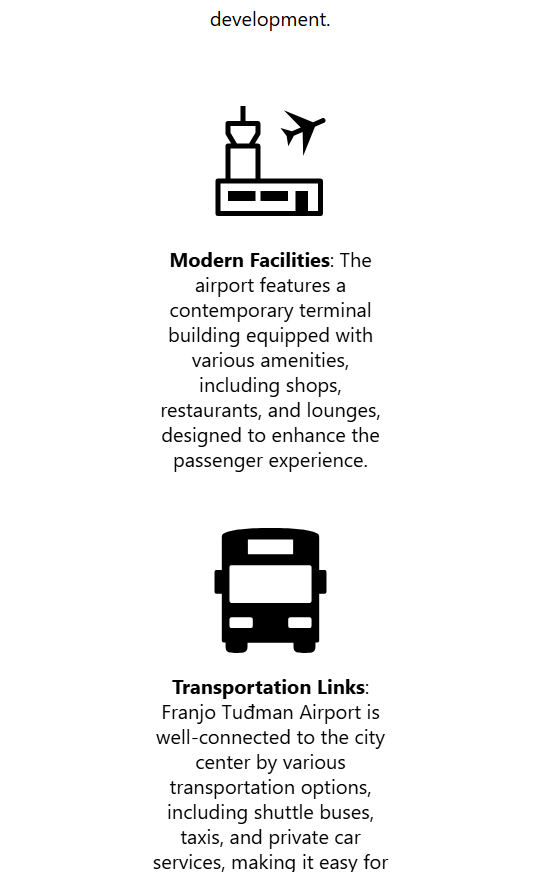 development.
Modern Facilities: The
airport features a
contemporary terminal
building equipped with
various amenities,
including shops,
restaurants, and lounges,
designed to enhance the
passenger experience.
Transportation Links:
Franjo Tuđman Airport is
well-connected to the city
center by various
transportation options,
including shuttle buses,
taxis, and private car
services, making it easy for